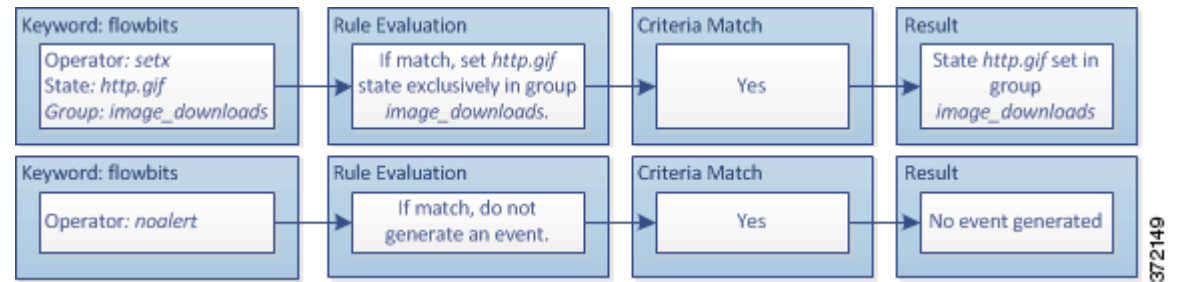 Keyword: flowbits
Operator: setx
State: http.gif
Group: image_downloads
Rule Evaluation
If match, set http.gif
state exclusively in group
image_downloads.
Criteria Match
Yes
Result
State http.gif set in
group
image_downloads
Keyword: flowbits
Operator: noalert
Rule Evaluation
If match, do not
generate an event.
Criteria Match
Yes
Result
No event generated
372149